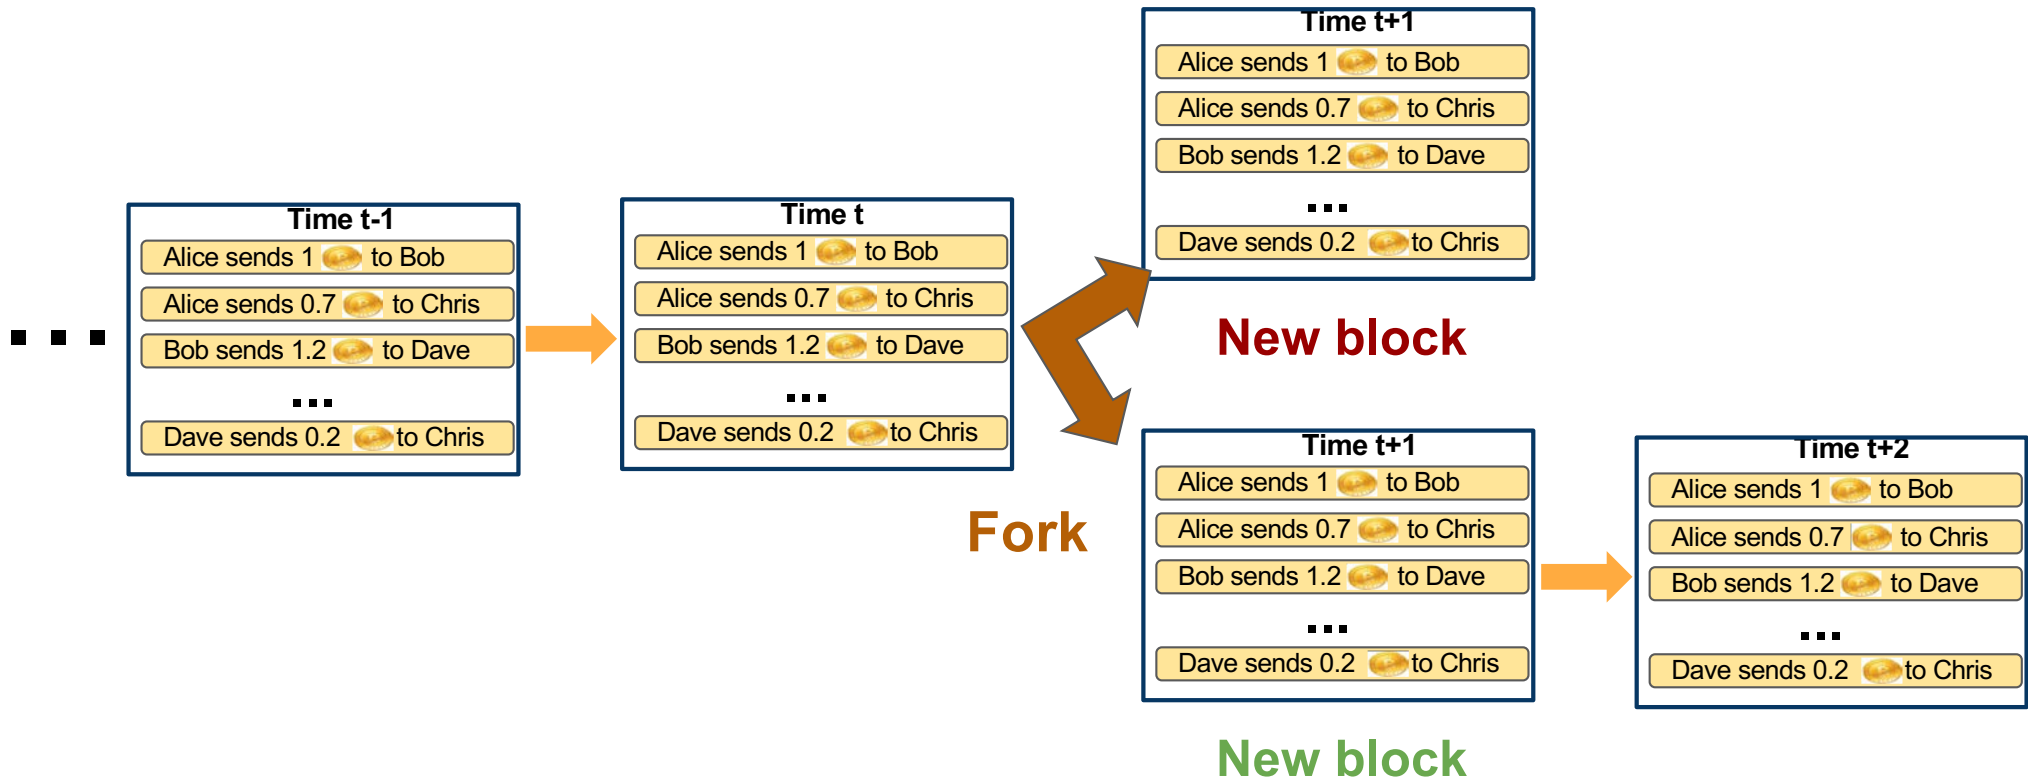 Time t-1
Alice sends 1 to Bob
Alice sends 0.7 to Chris
Bob sends 1.2 to Dave
...
Dave sends 0.2 to Chris
Time t
Alice sends 1 to Bob
Alice sends 0.7 to Chris
Bob sends 1.2 to Dave
...
Dave sends 0.2 to Chris
Fork
Time t+1
Alice sends 1 to Bob
Alice sends 0.7 to Chris
Bob sends 1.2 to Dave
...
Dave sends 0.2 to Chris
New block
Time t+1
Alice sends 1 to Bob
Alice sends 0.7 to Chris
Bob sends 1.2 to Dave
...
Dave sends 0.2 to Chris
New block
Time t+2
Alice sends 1 to Bob
Alice sends 0.7 to Chris
Bob sends 1.2 to Dave
...
Dave sends 0.2 to Chris